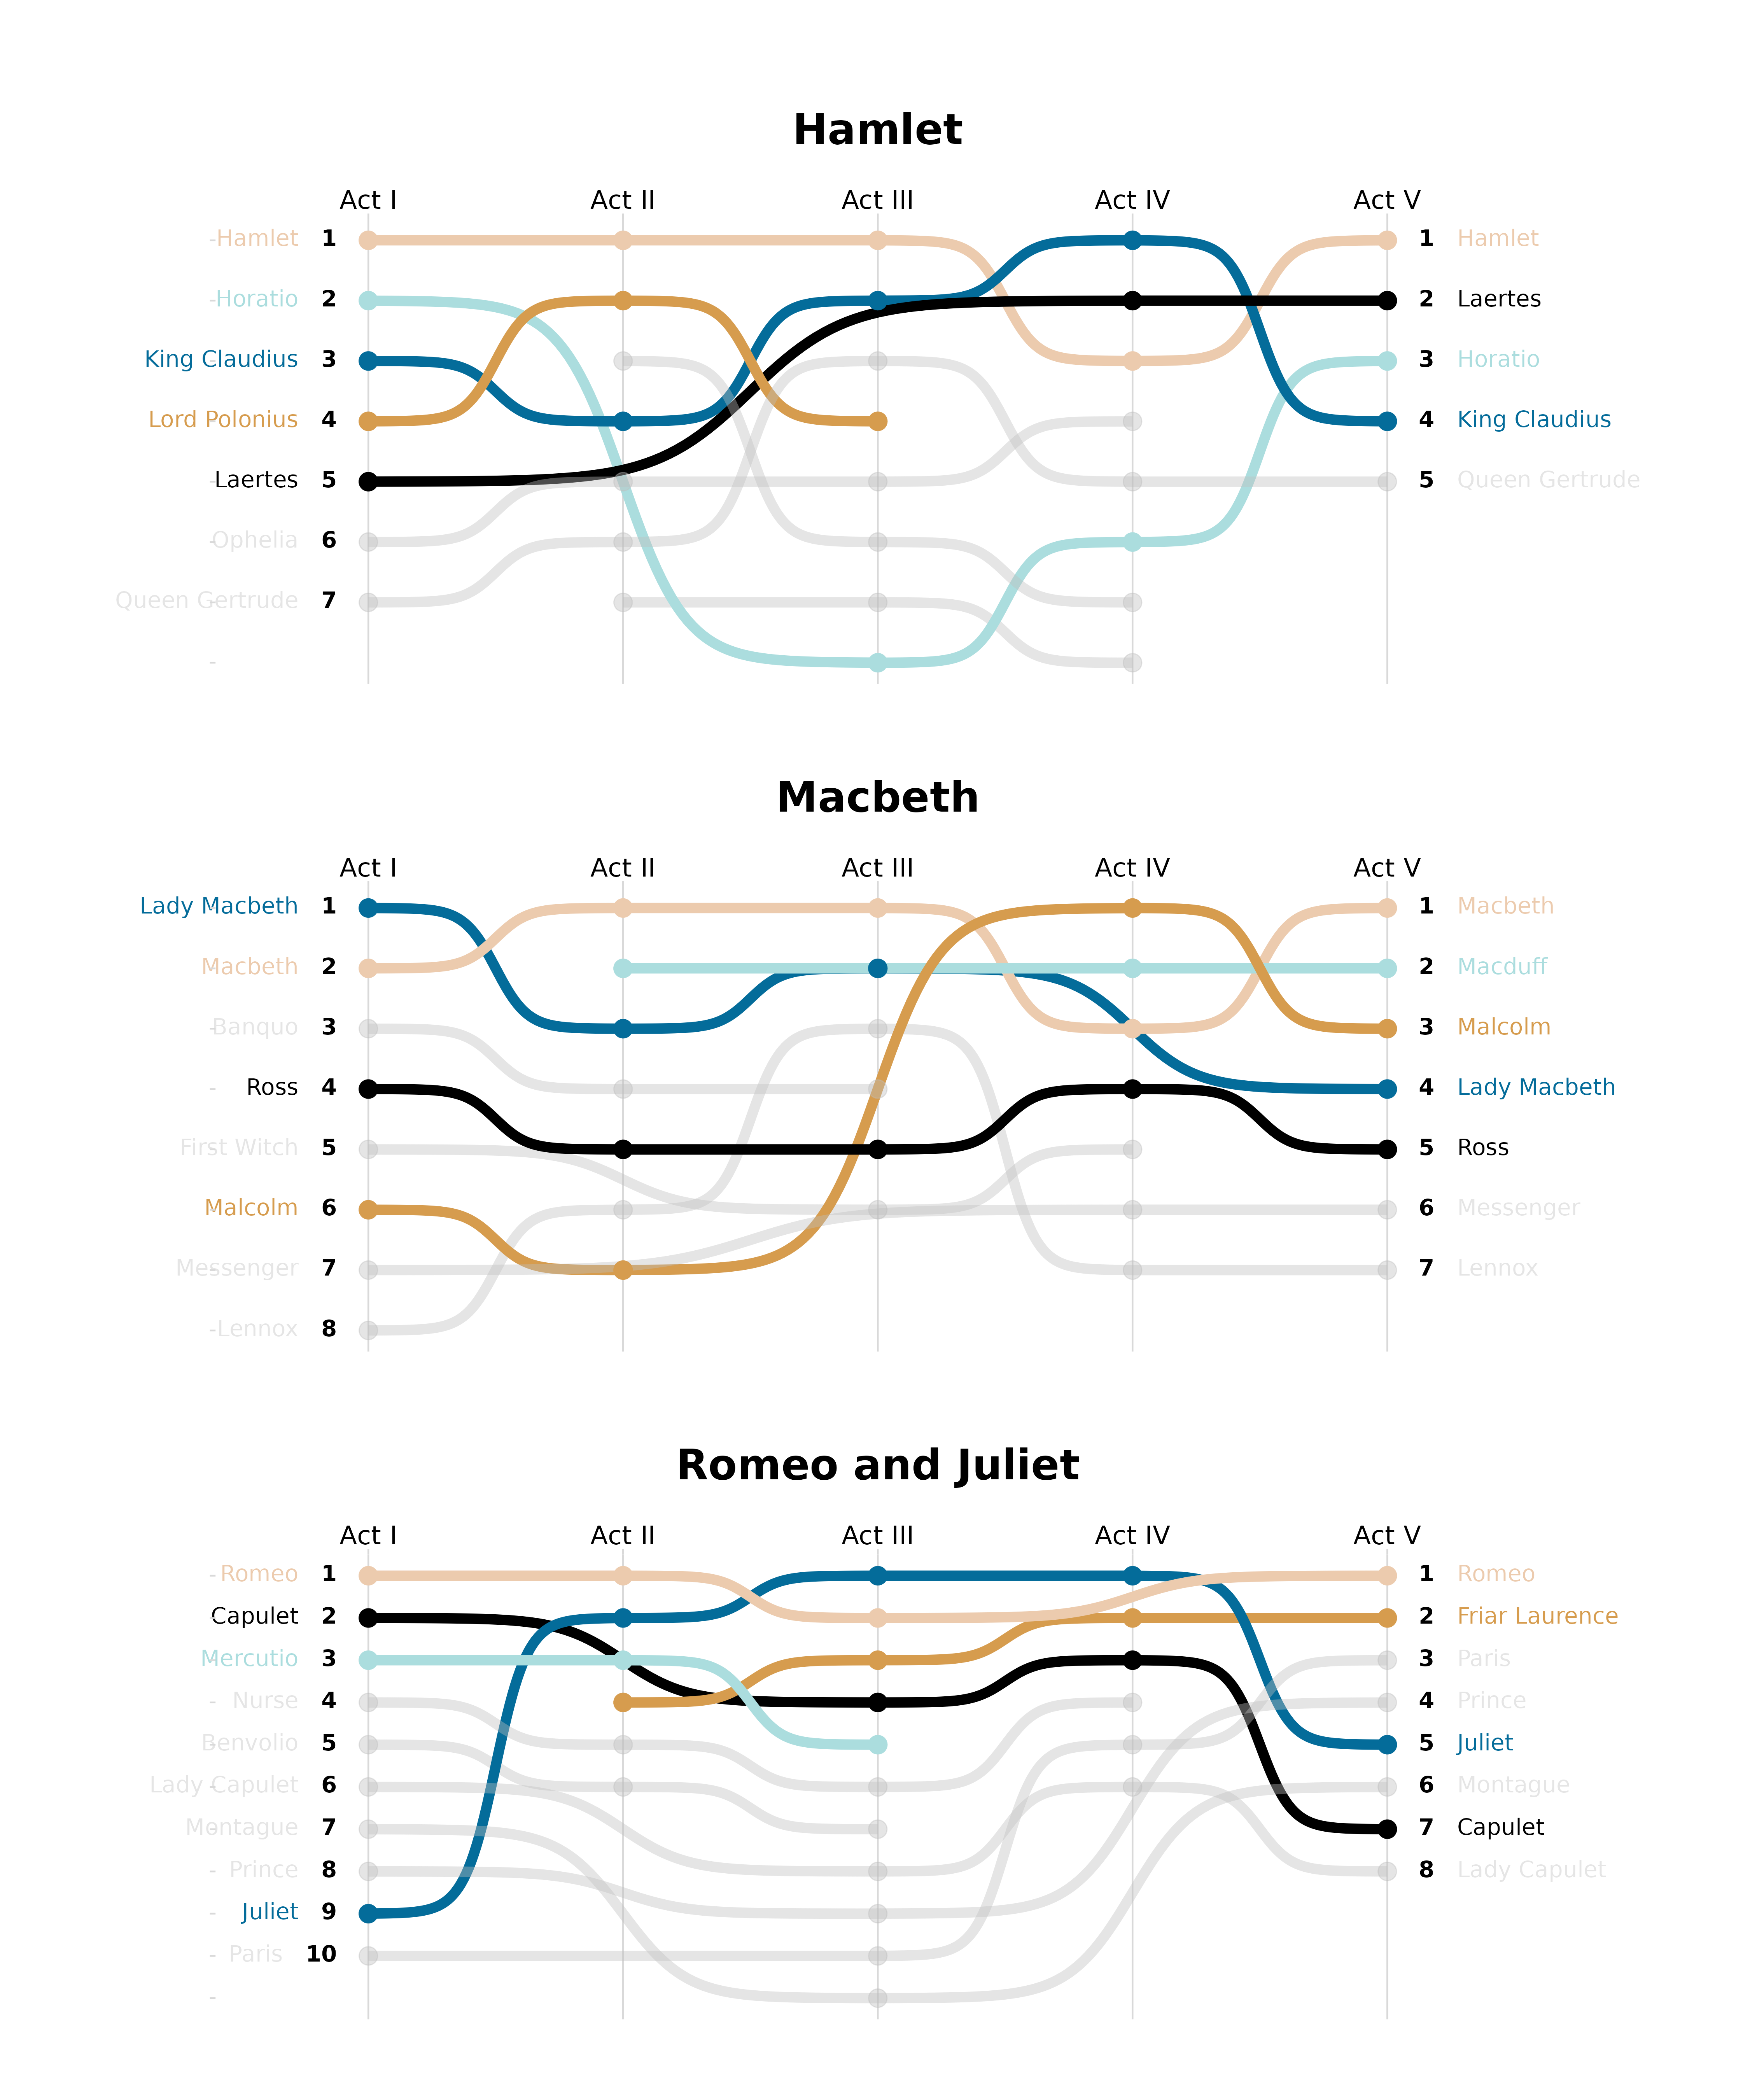 Hamlet
Act I Act II Act III Act IV Act V
-Hamlet 1 1 Hamlet
-Horatio 2 2 Laertes
King Claudius 3 3 Horatio
Lord Polonius 4 4 King Claudius
-Laertes 5 5 Queen Gertrude
-Ophelia 6
Queen Gertrude 7
-
Macbeth
Act I Act II Act III Act IV Act V
Lady Macbeth 1 1 Macbeth
Macbeth 2 2 Macduff
-Banquo 3 3 Malcolm
- Ross 4 4 Lady Macbeth
First Witch 5 5 Ross
Malcolm 6 6 Messenger
Messenger 7 7 Lennox
-Lennox 8
Romeo and Juliet
Act I Act II Act III Act IV Act V
-Romeo 1 1 Romeo
Capulet 2 2 Friar Laurence
Mercutio 3 3 Paris
- Nurse 4 4 Prince
Benvolio 5 5 Juliet
Lady Capulet 6 6 Montague
Montague 7 7 Capulet
- Prince 8 8 Lady Capulet
- Juliet 9
- Paris 10
-